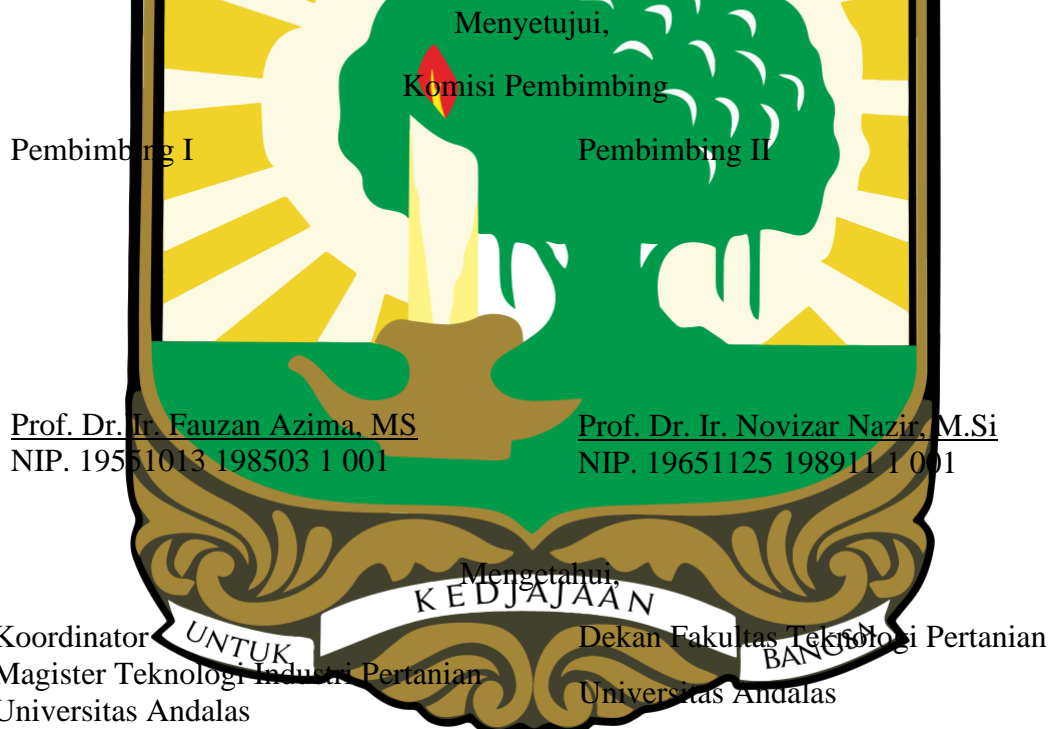 Menyetujui,
Komisi Pembimbing
Pembimbing I
Pembimbing II
Prof. Dr. Ir. Fauzan Azima, MS
NIP. 19551013 198503 1 001
Prof. Dr. Ir. Novizar Nazir, M.Si
NIP. 19651125 198911 1 001
Mengetahui,
UNTUK KEDJAJAAN BANGSA
Koordinator
Magister Teknologi Industri Pertanian
Universitas Andalas
Dekan Fakultas Teknologi Pertanian
Universitas Andalas